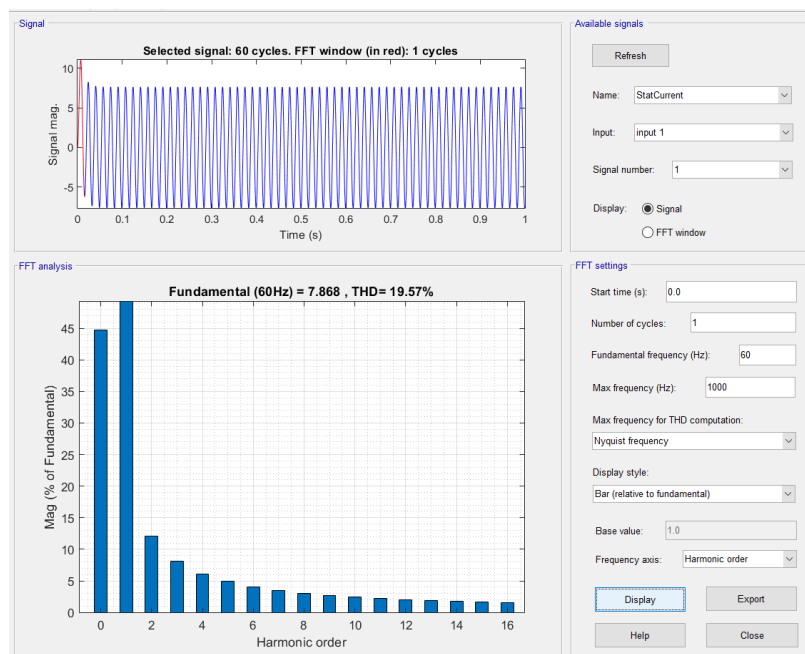 Signal
Selected signal: 60 cycles. FFT window (in red): 1 cycles
10
5
0
-5
Signal mag.
0 0.1 0.2 0.3 0.4 0.5 0.6 0.7 0.8 0.9 1
Time (s)
Available signals
Refresh
Name: StatCurrent
Input: input 1
Signal number: 1
Display: Signal
FFT window
FFT analysis
Fundamental (60Hz) = 7.868 , THD= 19.57%
45
40
35
30
25
20
15
10
5
0
Mag (% of Fundamental)
0 2 4 6 8 10 12 14 16
Harmonic order
FFT settings
Start time (s): 0.0
Number of cycles: 1
Fundamental frequency (Hz): 60
Max frequency (Hz): 1000
Max frequency for THD computation:
Nyquist frequency
Display style:
Bar (relative to fundamental)
Base value: 1.0
Frequency axis: Harmonic order
Display Export
Help Close